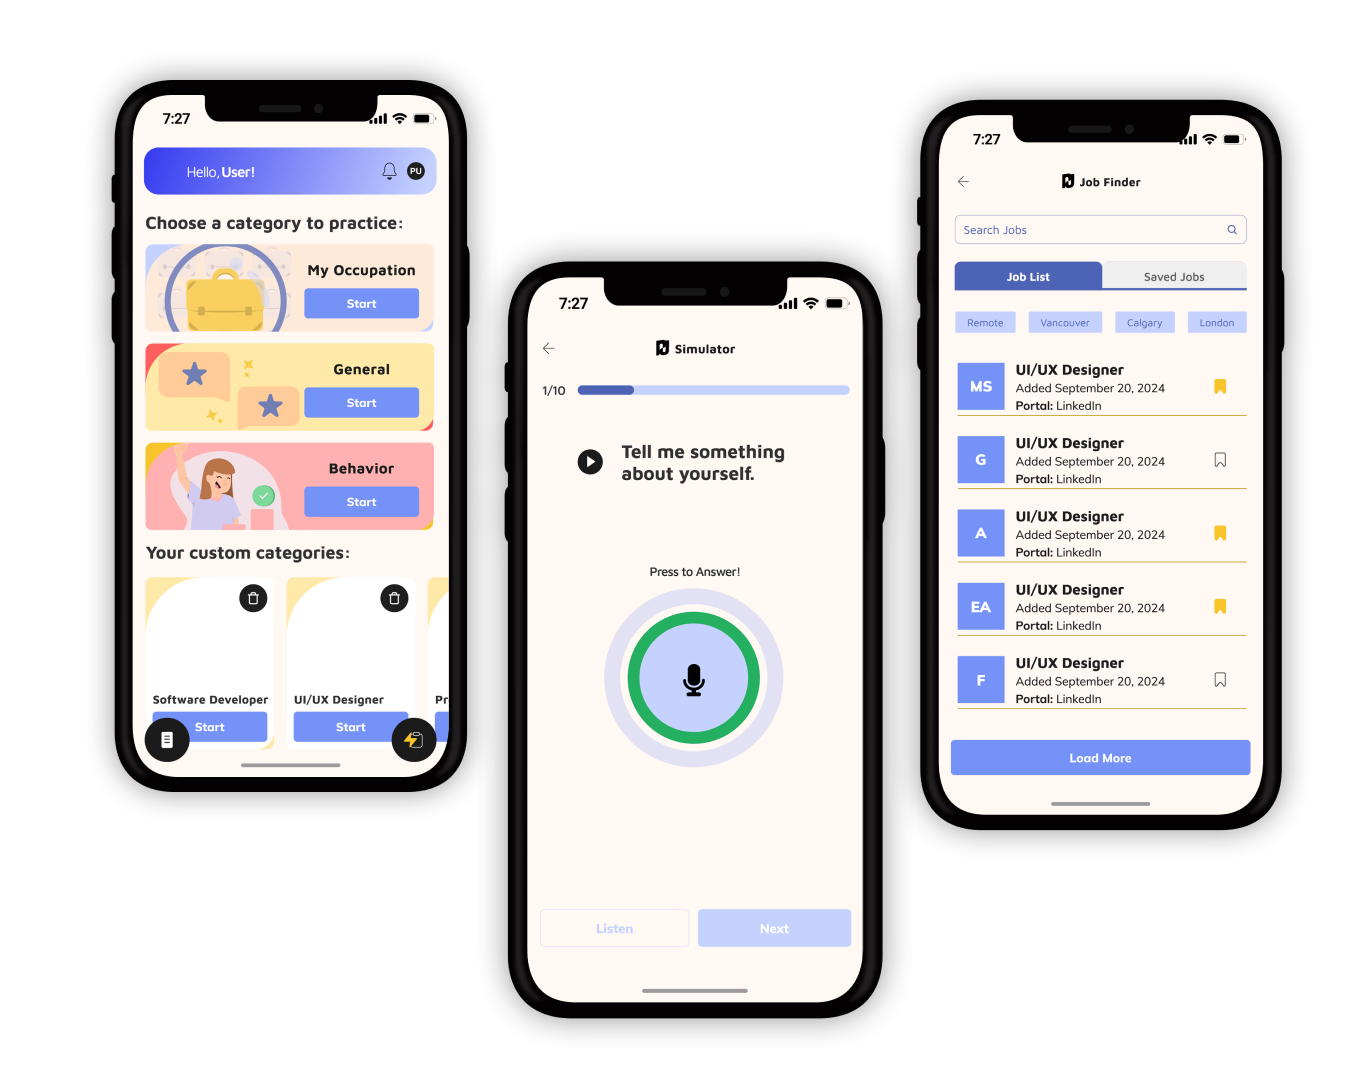 7:27
Hello, User!
PU
Choose a category to practice:
My Occupation
Start
General
Start
Behavior
Start
Your custom categories:
Software Developer
Start
UI/UX Designer
Start
Pr
7:27
Simulator
1/10
Tell me something
about yourself.
Press to Answer!
Listen
Next
7:27
Job Finder
Search Jobs
Job List
Saved Jobs
Remote
Vancouver
Calgary
London
MS
UI/UX Designer
Added September 20, 2024
Portal: LinkedIn
G
UI/UX Designer
Added September 20, 2024
Portal: LinkedIn
A
UI/UX Designer
Added September 20, 2024
Portal: LinkedIn
EA
UI/UX Designer
Added September 20, 2024
Portal: LinkedIn
F
UI/UX Designer
Added September 20, 2024
Portal: LinkedIn
Load More